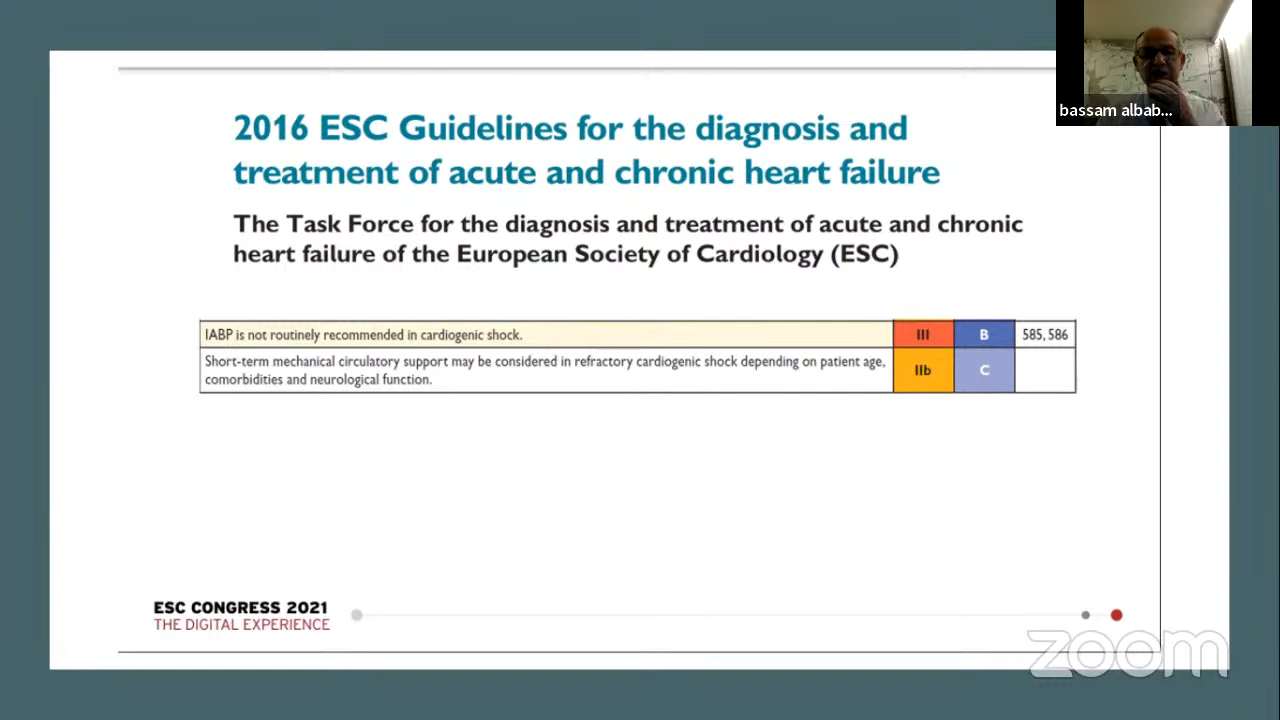 bassam albab...
2016 ESC Guidelines for the diagnosis and
treatment of acute and chronic heart failure
The Task Force for the diagnosis and treatment of acute and chronic
heart failure of the European Society of Cardiology (ESC)
IABP is not routinely recommended in cardiogenic shock. III B 585, 586
Short-term mechanical circulatory support may be considered in refractory cardiogenic shock depending on patient age,
comorbidities and neurological function. IIb C
ESC CONGRESS 2021
THE DIGITAL EXPERIENCE
zoom